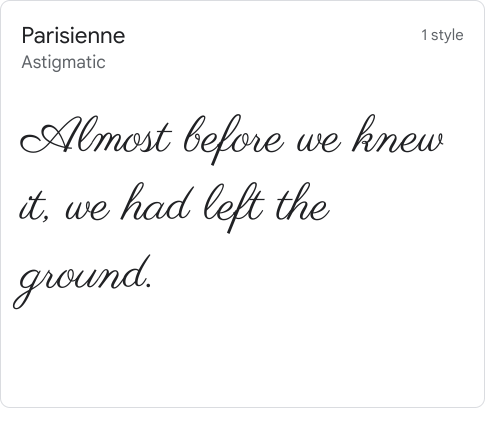 Parisienne
1 style
Astigmatic
Almost before we knew
it, we had left the
ground.